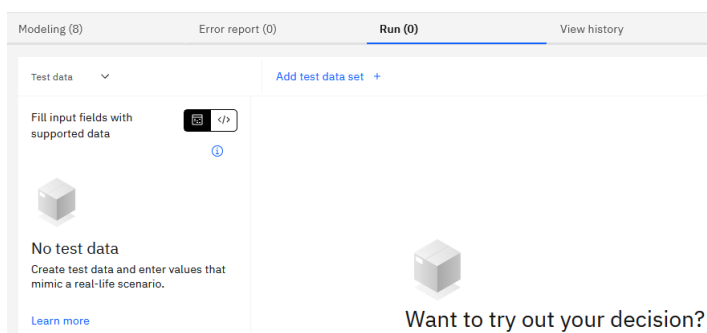 Modeling (8)
Error report (0)
Run (0)
View history
Test data
Add test data set +
Fill input fields with
supported data
</>
No test data
Create test data and enter values that
mimic a real-life scenario.
Learn more
Want to try out your decision?